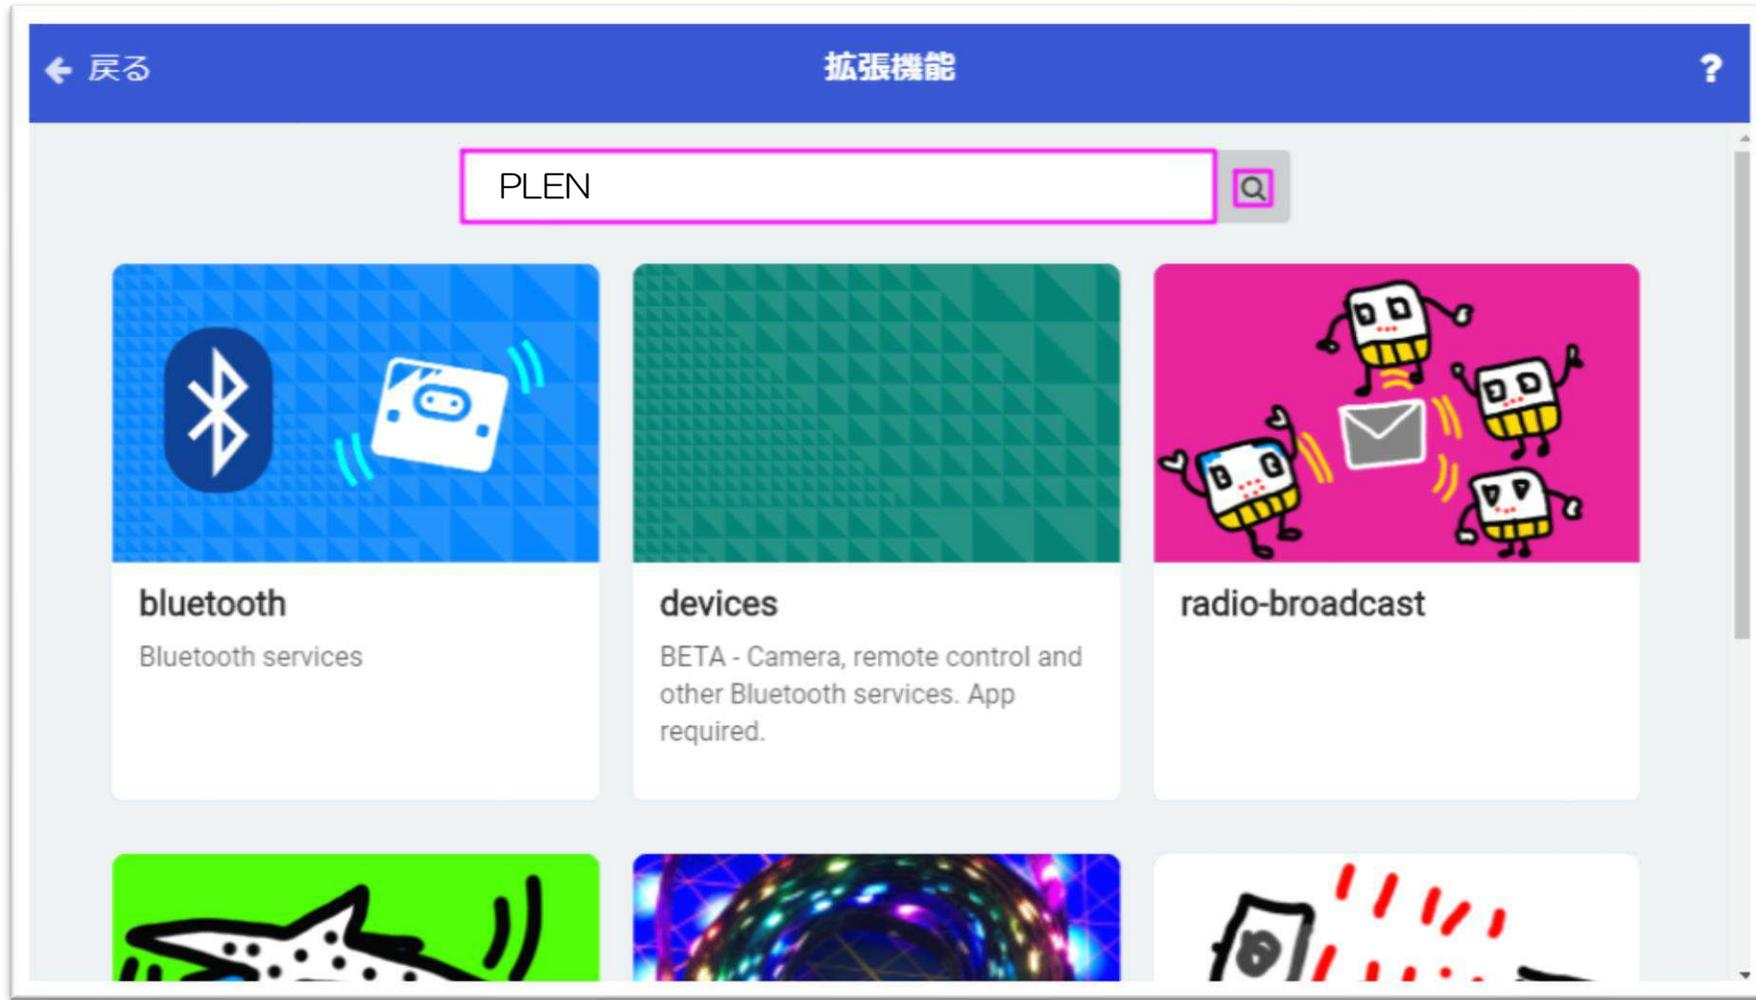 戻る
拡張機能
?
PLEN
bluetooth
Bluetooth services
devices
BETA - Camera, remote control and
other Bluetooth services. App
required.
radio-broadcast